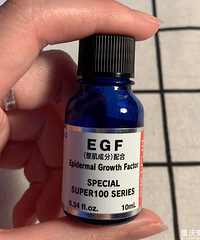 EGF
(整肌成分)配合
Epidermal Growth Factor
SPECIAL
SUPER100 SERIES
0.34 fl.oz. 10mL